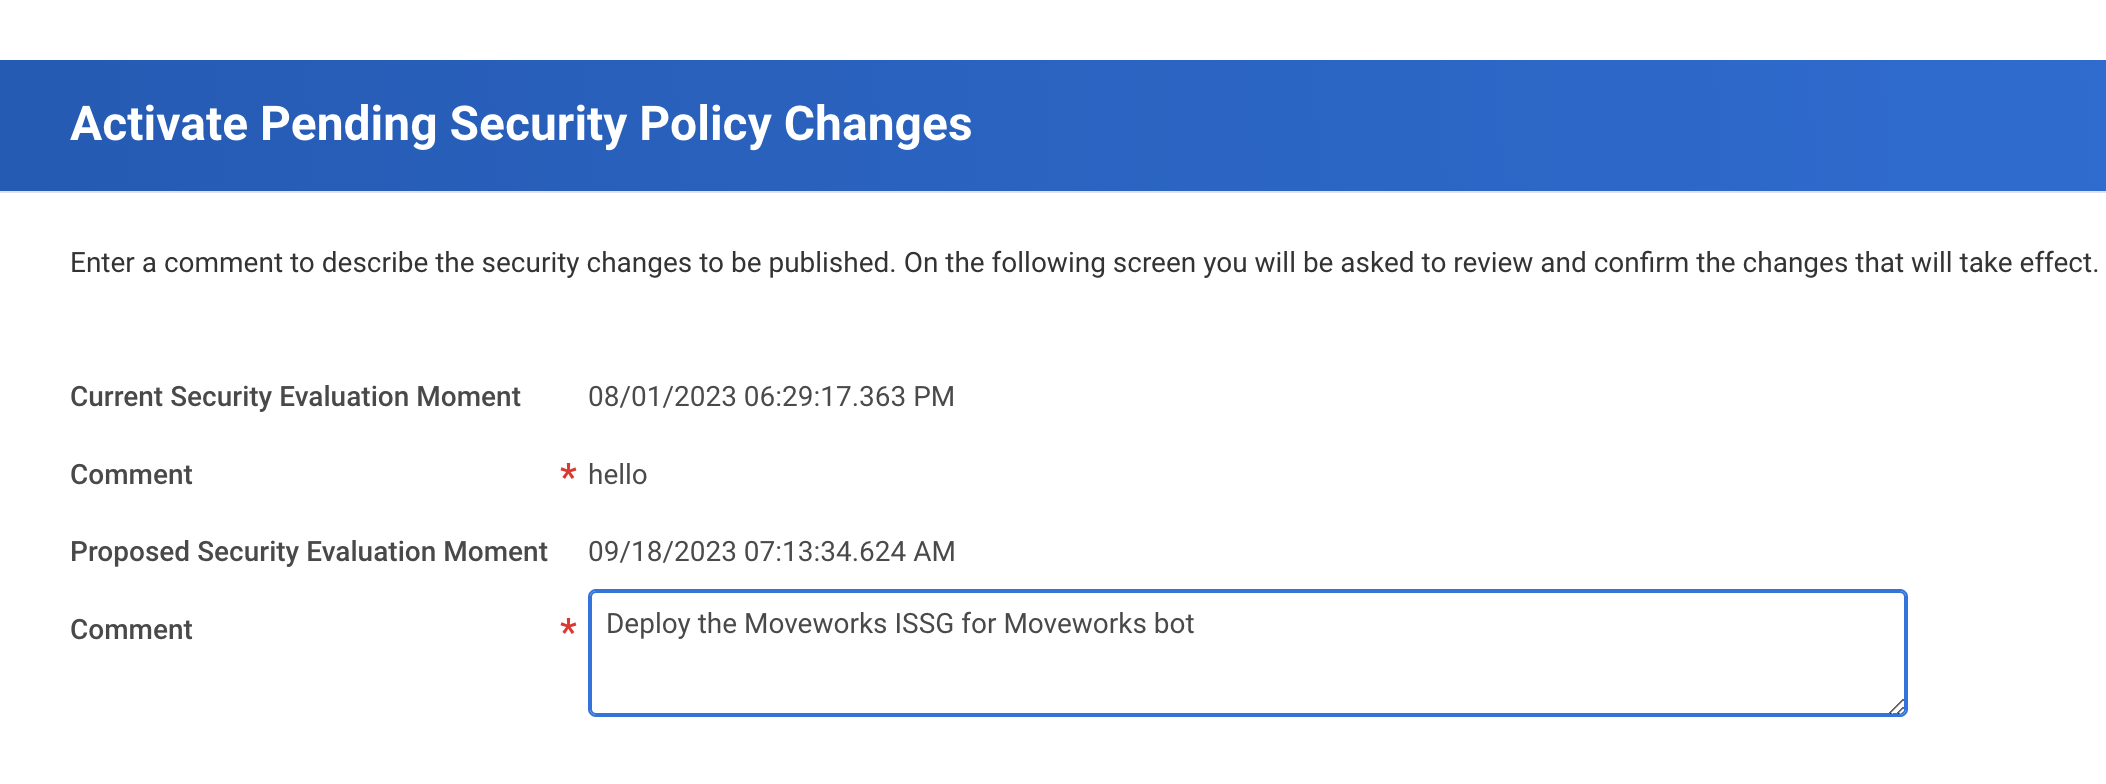 Activate Pending Security Policy Changes
Enter a comment to describe the security changes to be published. On the following screen you will be asked to review and confirm the changes that will take effect.
Current Security Evaluation Moment 08/01/2023 06:29:17.363 PM
Comment * hello
Proposed Security Evaluation Moment 09/18/2023 07:13:34.624 AM
Comment * Deploy the Moveworks ISSG for Moveworks bot